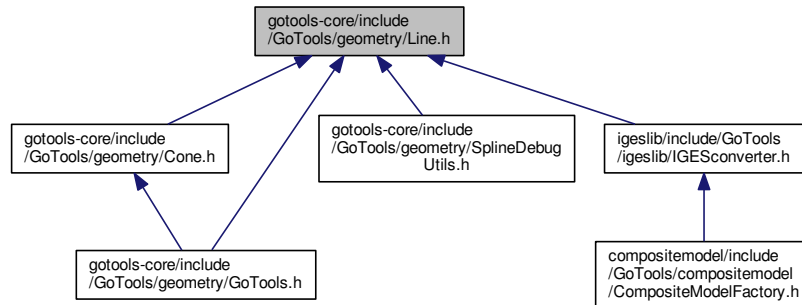 gotools-core/include
/GoTools/geometry/Line.h
gotools-core/include
/GoTools/geometry/Cone.h
gotools-core/include
/GoTools/geometry/SplineDebug
Utils.h
igeslib/include/GoTools
/igeslib/IGESconverter.h
gotools-core/include
/GoTools/geometry/GoTools.h
compositemodel/include
/GoTools/compositemodel
/CompositeModelFactory.h